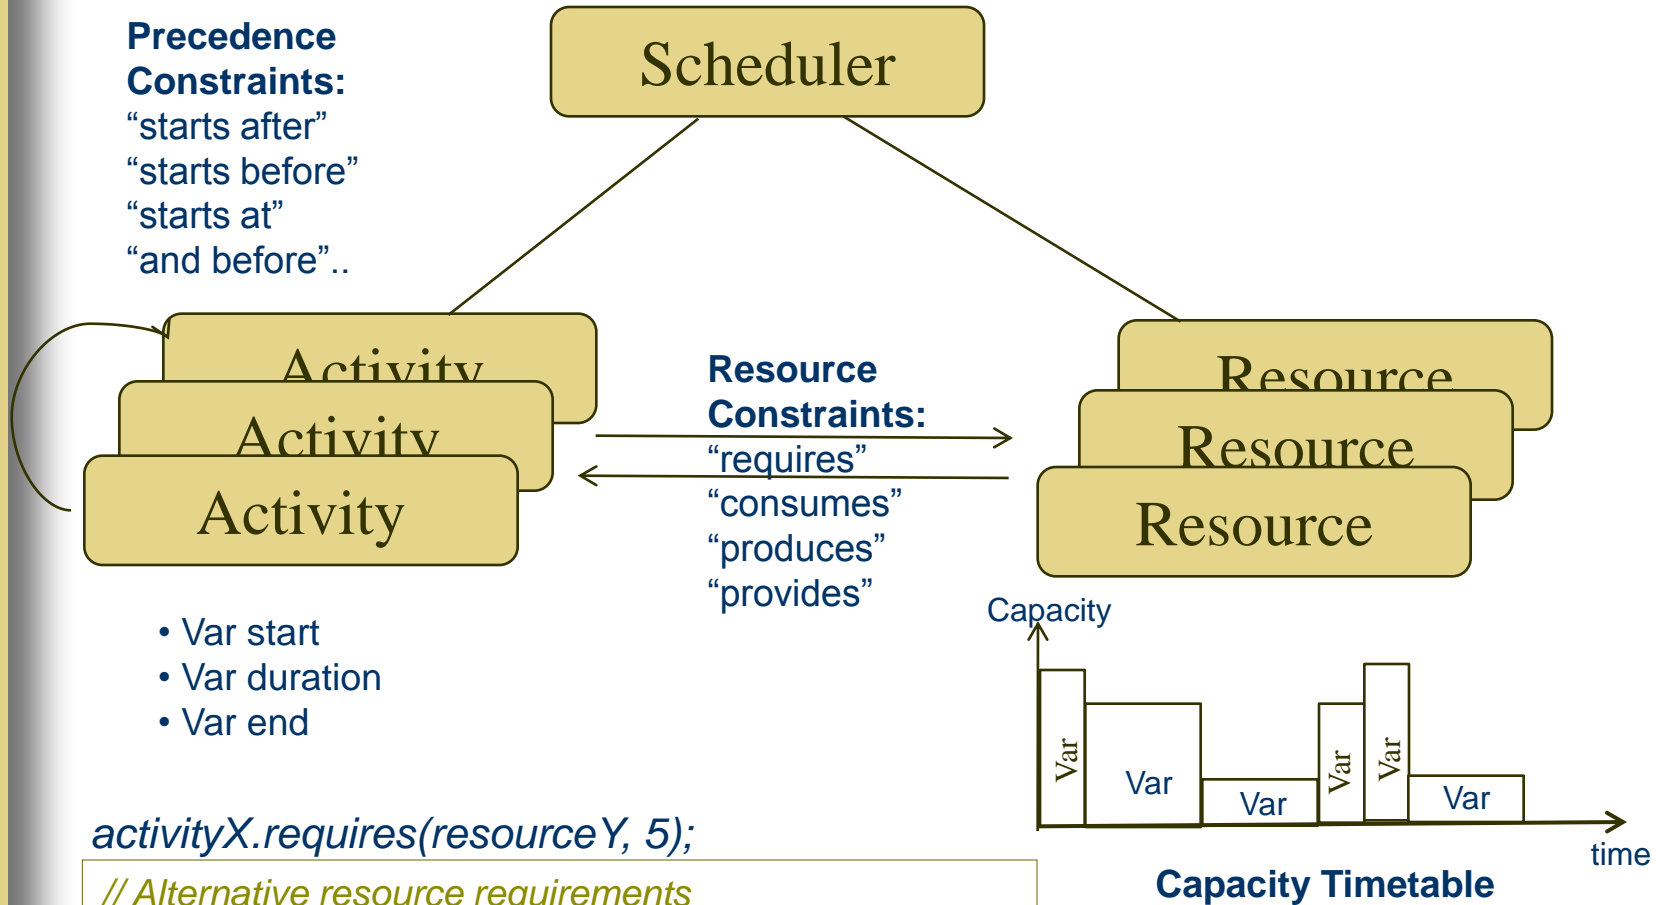 Precedence
Constraints:
“starts after”
“starts before”
“starts at”
“and before”..
Scheduler
Activity
Activity
Activity
Resource
Constraints:
“requires”
“consumes”
“produces”
“provides”
Resource
Resource
Resource
• Var start
• Var duration
• Var end
Capacity
Var
Var
Var
Var
Var
Var
time
Capacity Timetable
activityX.requires(resourceY, 5);
// Alternative resource requirements